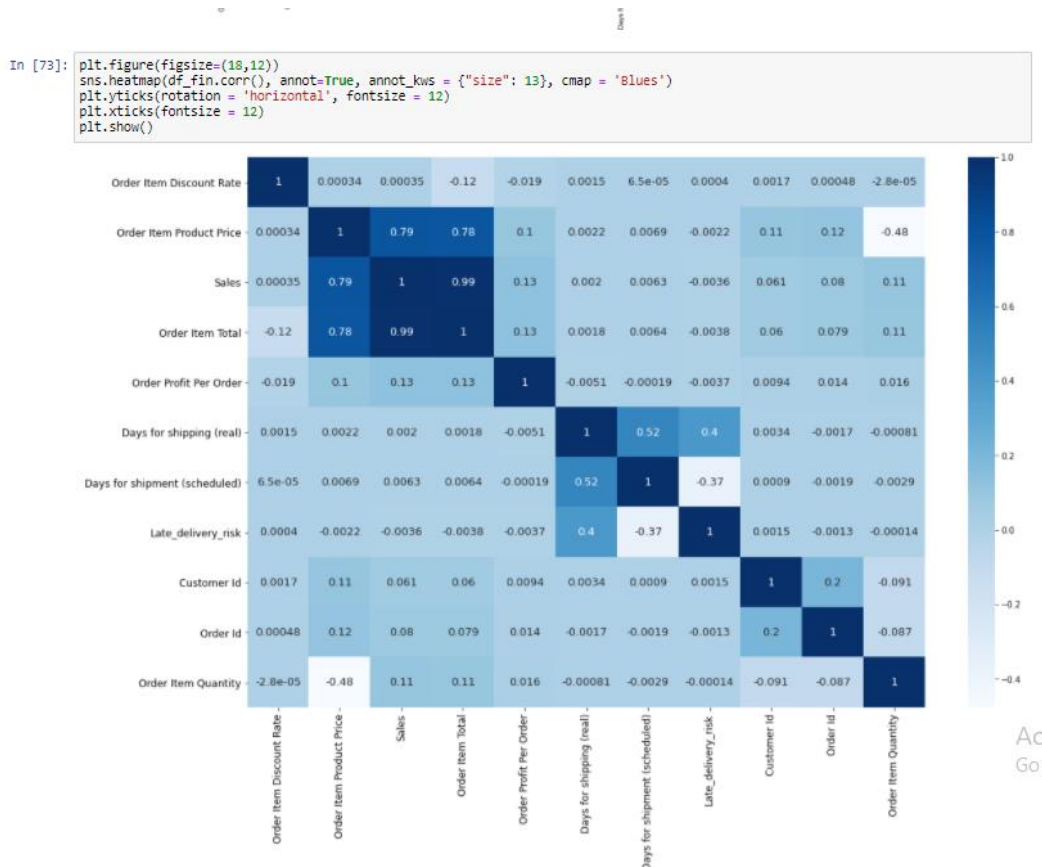 Days f
In [73]: plt.figure(figsize=(18,12))
sns.heatmap(df_fin.corr(), annot=True, annot_kws = {"size": 13}, cmap = 'Blues')
plt.yticks(rotation = 'horizontal', fontsize = 12)
plt.xticks(fontsize = 12)
plt.show()
Order Item Discount Rate 1 0.00034 0.00035 -0.12 -0.019 0.0015 6.5e-05 0.0004 0.0017 0.00048 -2.8e-05
Order Item Product Price 0.00034 1 0.79 0.78 0.1 0.0022 0.0069 -0.0022 0.11 0.12 -0.48
Sales 0.00035 0.79 1 0.99 0.13 0.002 0.0063 -0.0036 0.061 0.08 0.11
Order Item Total -0.12 0.78 0.99 1 0.13 0.0018 0.0064 -0.0038 0.06 0.079 0.11
Order Profit Per Order -0.019 0.1 0.13 0.13 1 -0.0051 -0.00019 -0.0037 0.0094 0.014 0.016
Days for shipping (real) 0.0015 0.0022 0.002 0.0018 -0.0051 1 0.52 0.4 0.0034 -0.0017 -0.00081
Days for shipment (scheduled) 6.5e-05 0.0069 0.0063 0.0064 -0.00019 0.52 1 -0.37 0.0009 -0.0019 -0.0029
Late_delivery_risk 0.0004 -0.0022 -0.0036 -0.0038 -0.0037 0.4 -0.37 1 0.0015 -0.0013 -0.00014
Customer Id 0.0017 0.11 0.061 0.06 0.0094 0.0034 0.0009 0.0015 1 0.2 -0.091
Order Id 0.00048 0.12 0.08 0.079 0.014 -0.0017 -0.0019 -0.0013 0.2 1 -0.087
Order Item Quantity -2.8e-05 -0.48 0.11 0.11 0.016 -0.00081 -0.0029 -0.00014 -0.091 -0.087 1
Order Item Discount Rate
Order Item Product Price
Sales
Order Item Total
Order Profit Per Order
Days for shipping (real)
Days for shipment (scheduled)
Late_delivery_risk
Customer Id
Order Id
Order Item Quantity
1.0
0.8
0.6
0.4
0.2
0.0
-0.2
-0.4
Ac
Go